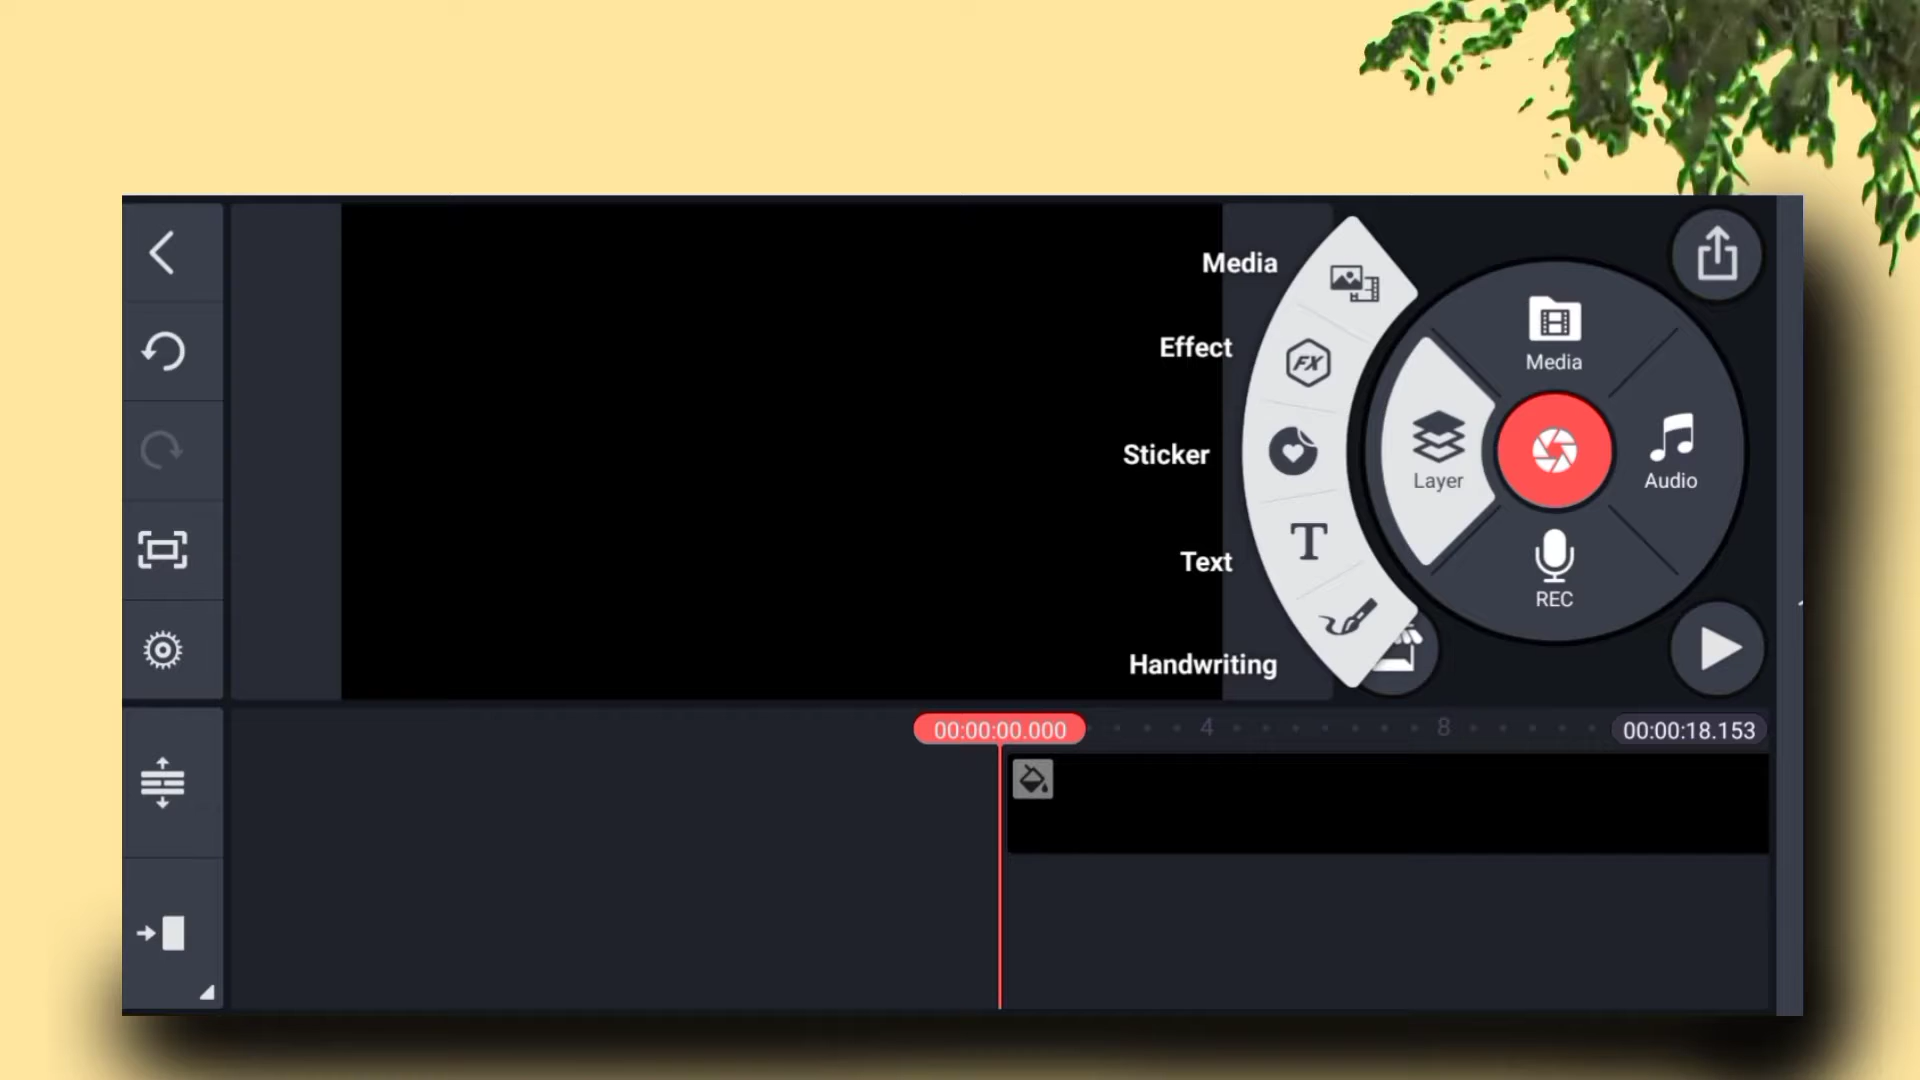 Media
Effect
Sticker
Text
Handwriting
FX
T
Media
Layer
Audio
REC
00:00:00.000
4
8
00:00:18.153